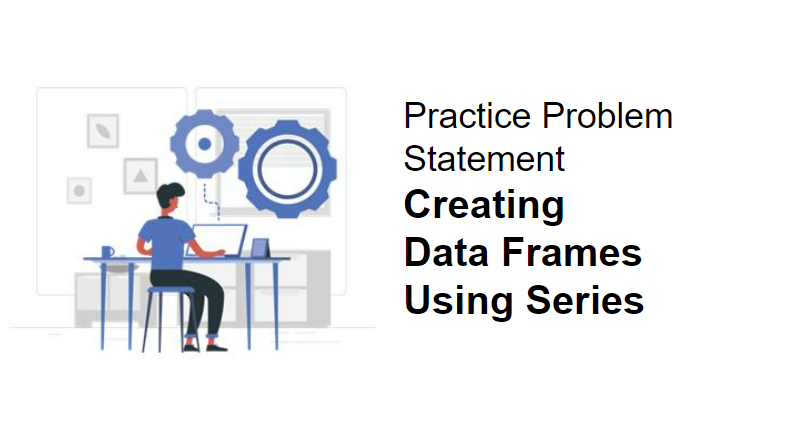 Practice Problem
Statement
Creating
Data Frames
Using Series